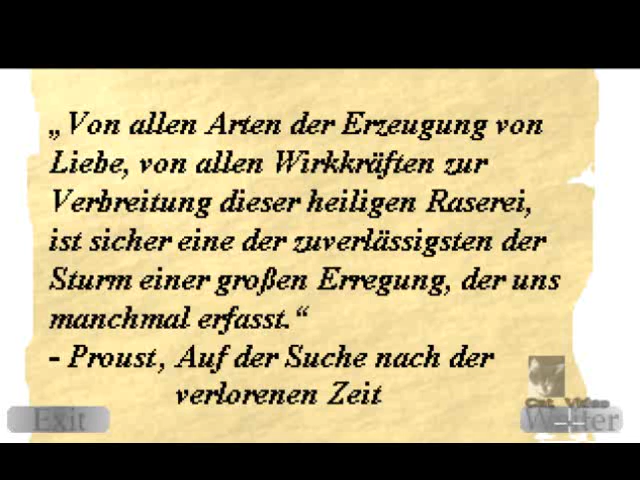 „Von allen Arten der Erzeugung von
Liebe, von allen Wirkkräften zur
Verbreitung dieser heiligen Raserei,
ist sicher eine der zuverlässigsten der
Sturm einer großen Erregung, der uns
manchmal erfasst.“
- Proust, Auf der Suche nach der
verlorenen Zeit
Cat Video
Exit
Weiter